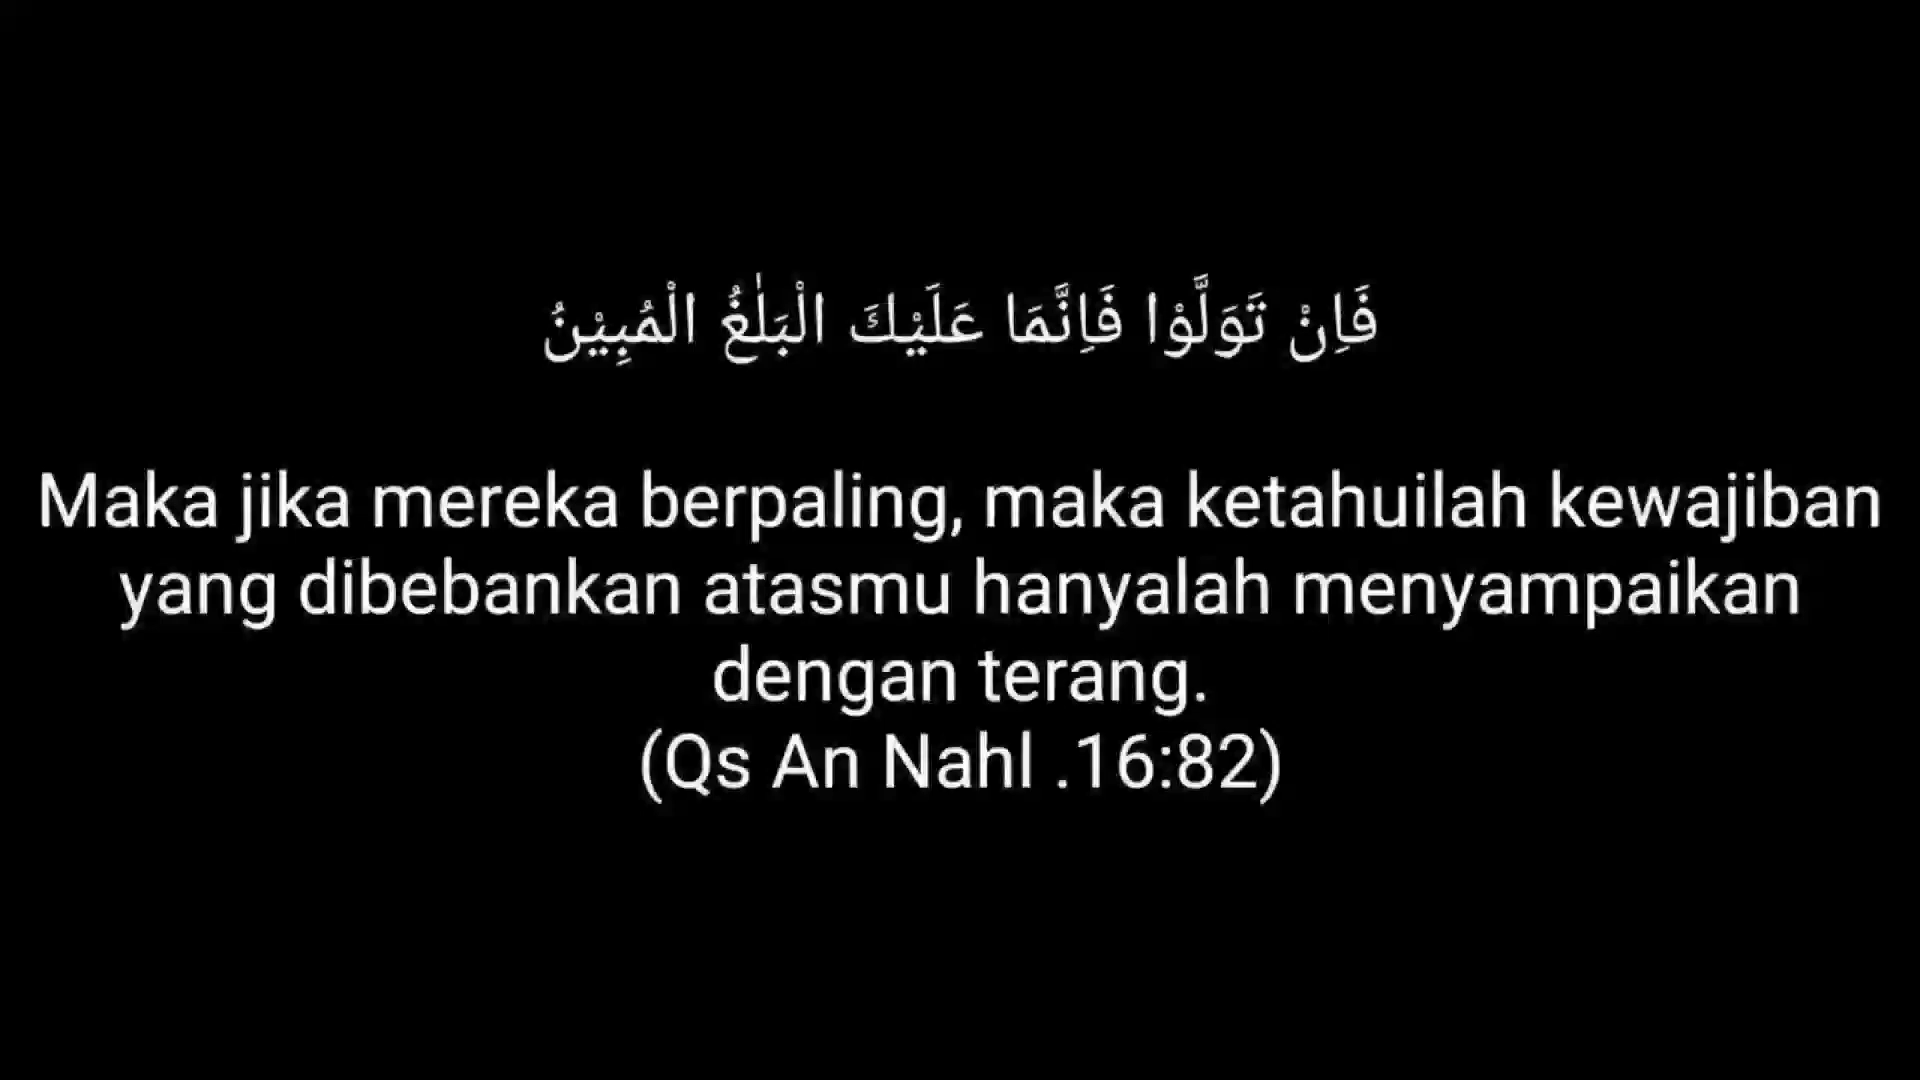 فَاِنْ تَوَلَّوْا فَاِنَّمَا عَلَيْكَ الْبَلٰغُ الْمُبِيْنُ
Maka jika mereka berpaling, maka ketahuilah kewajiban
yang dibebankan atasmu hanyalah menyampaikan
dengan terang.
(Qs An Nahl .16:82)